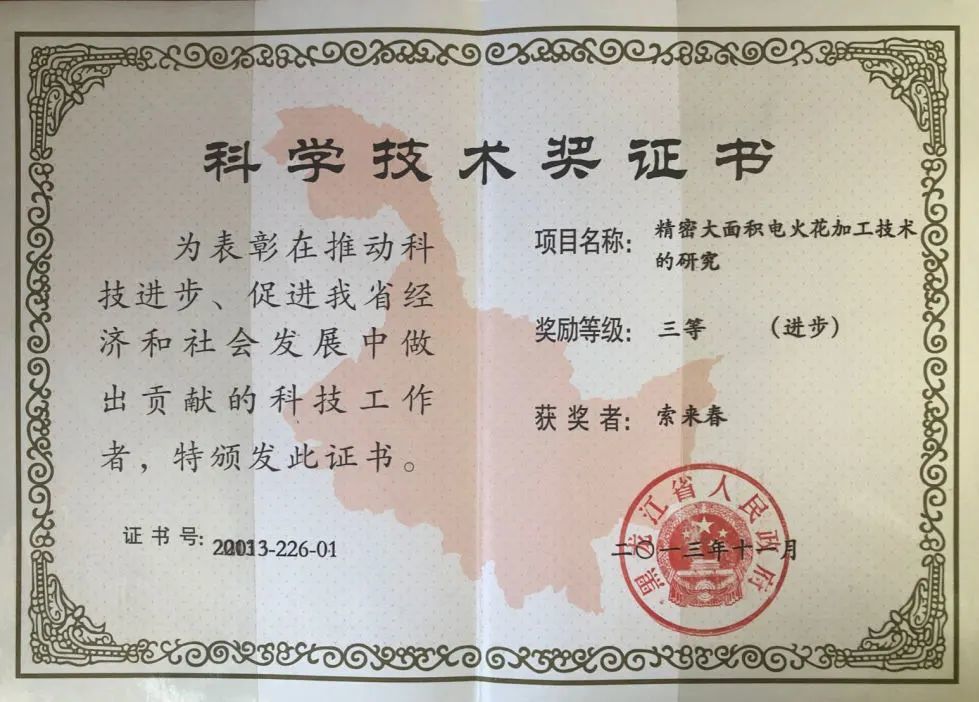 科学技术奖证书
为表彰在推动科
技进步、促进我省经
济和社会发展中做
出贡献的科技工作
者，特颁发此证书。
证书号:
3-226-01
项目名称: 精密大面积电火花加工技术
的研究
奖励等级: 三等 （进步）
获奖者: 索来春
黑龙江省人民政府
二〇一三年十一月